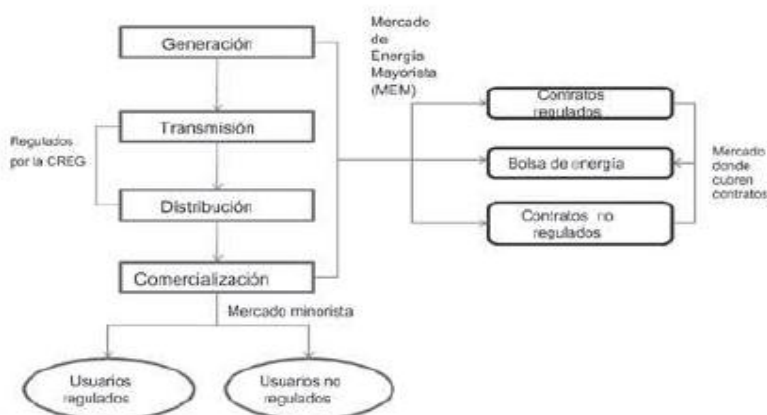 Generación
Transmisión
Regulados
por la CREG
Distribución
Comercialización
Mercado minorista
Usuarios
regulados
Usuarios no
regulados
Mercado
de
Energía
Mayorista
(MEM)
Contratos
regulados
Bolsa de energía
Contratos no
regulados
Mercado
donde
cubren
contratos